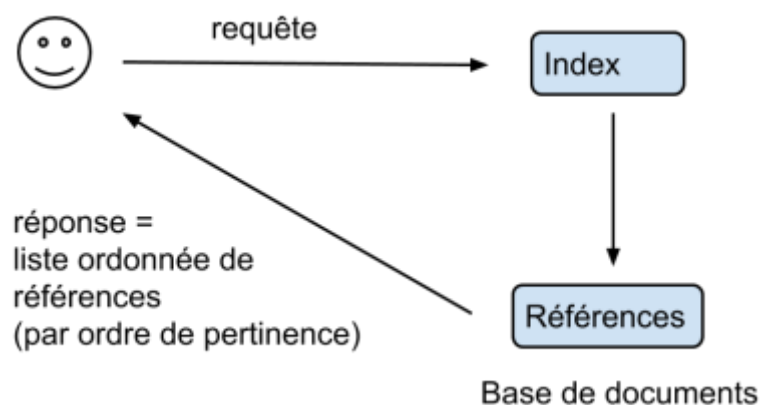 requête
Index
réponse =
liste ordonnée de
références
(par ordre de pertinence)
Références
Base de documents